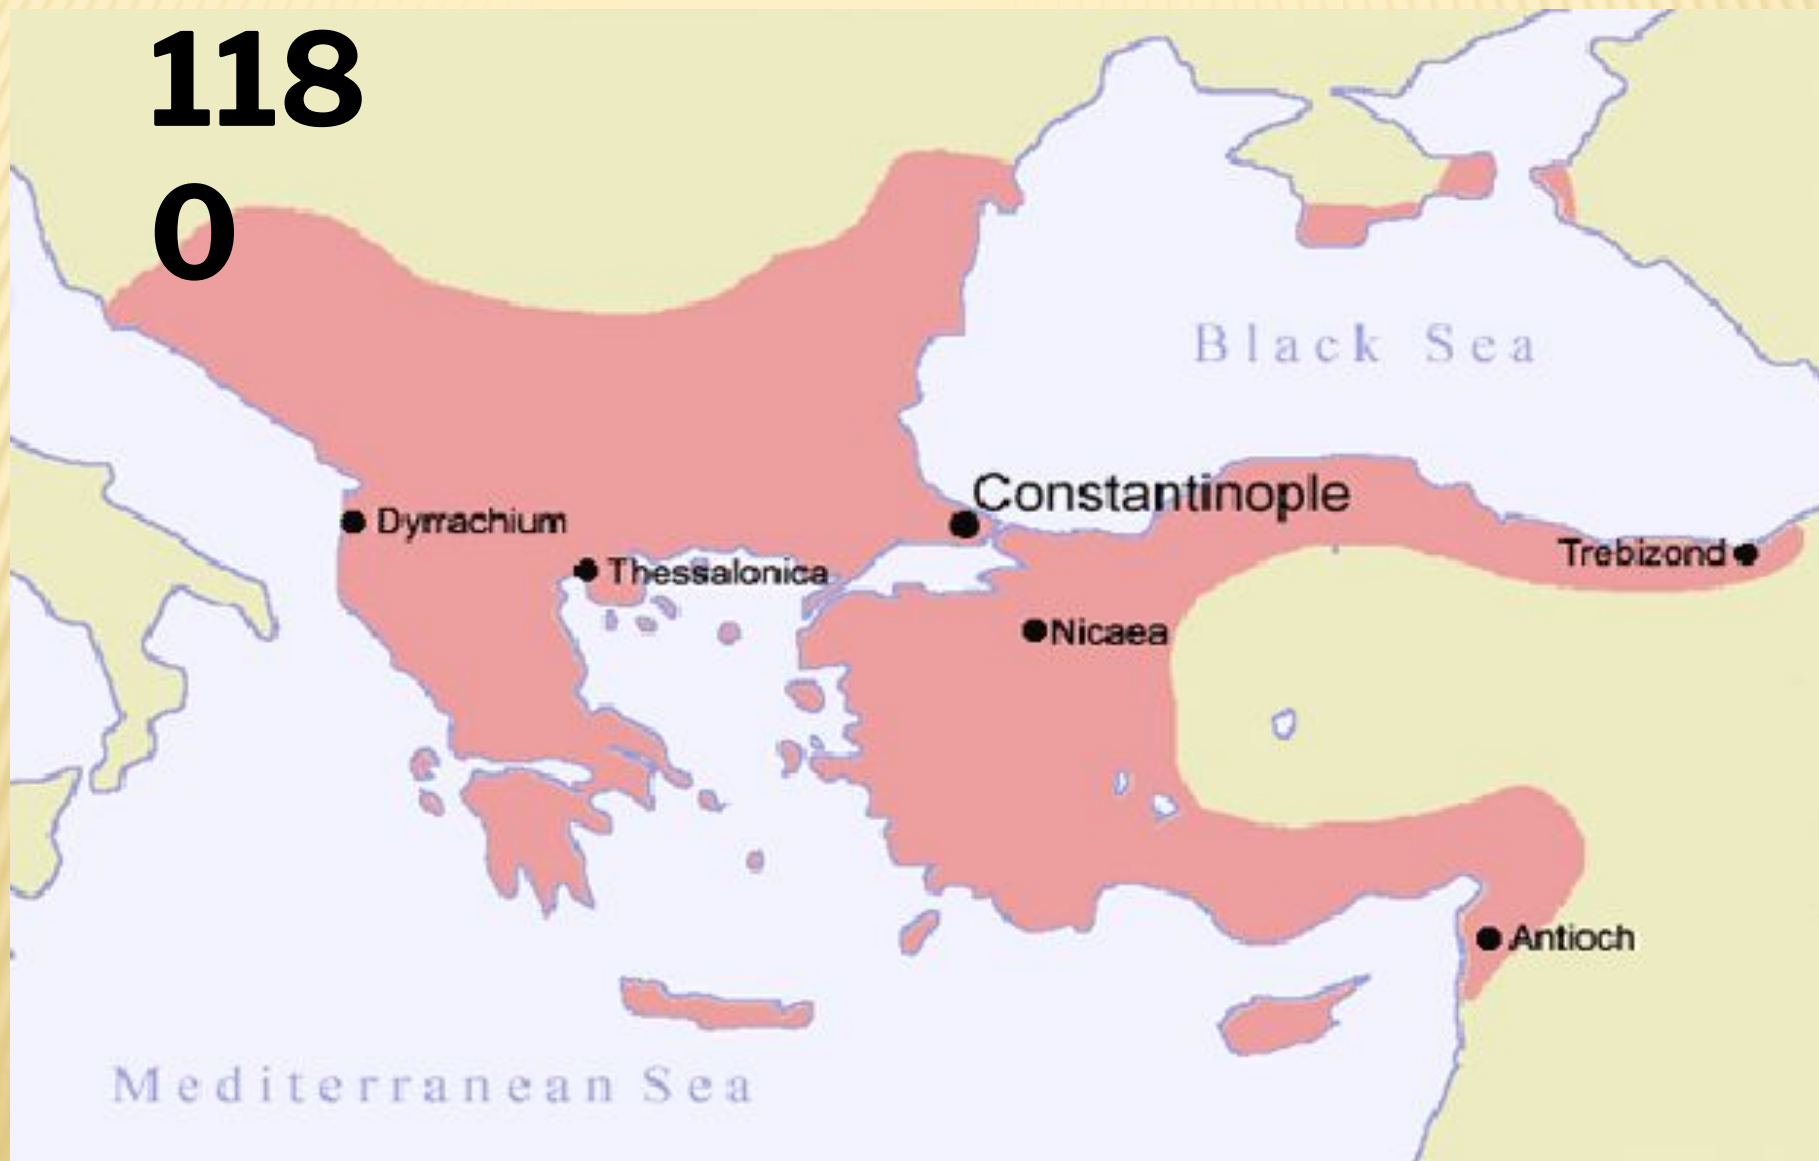 118
0
Black Sea
Constantinople
Dyrrachium
Trebizond
Thessalonica
Nicaea
Antioch
Mediterranean Sea